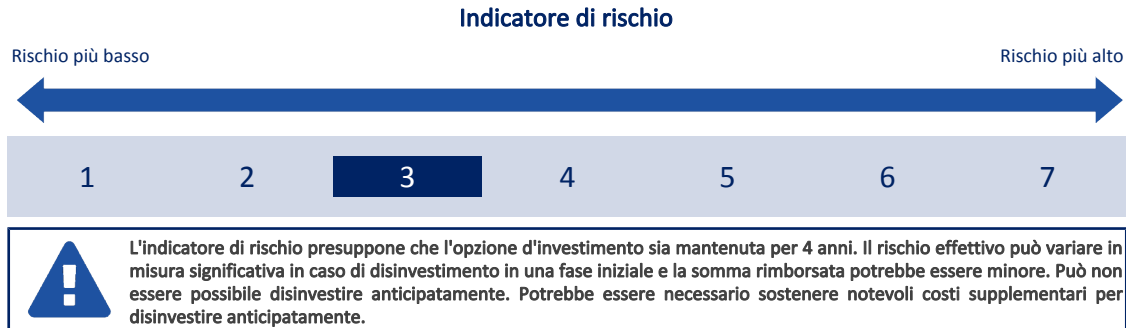 Indicatore di rischio
Rischio più basso
Rischio più alto
1 2 3 4 5 6 7
L'indicatore di rischio presuppone che l'opzione d'investimento sia mantenuta per 4 anni. Il rischio effettivo può variare in
misura significativa in caso di disinvestimento in una fase iniziale e la somma rimborsata potrebbe essere minore. Può non
essere possibile disinvestire anticipatamente. Potrebbe essere necessario sostenere notevoli costi supplementari per
disinvestire anticipatamente.